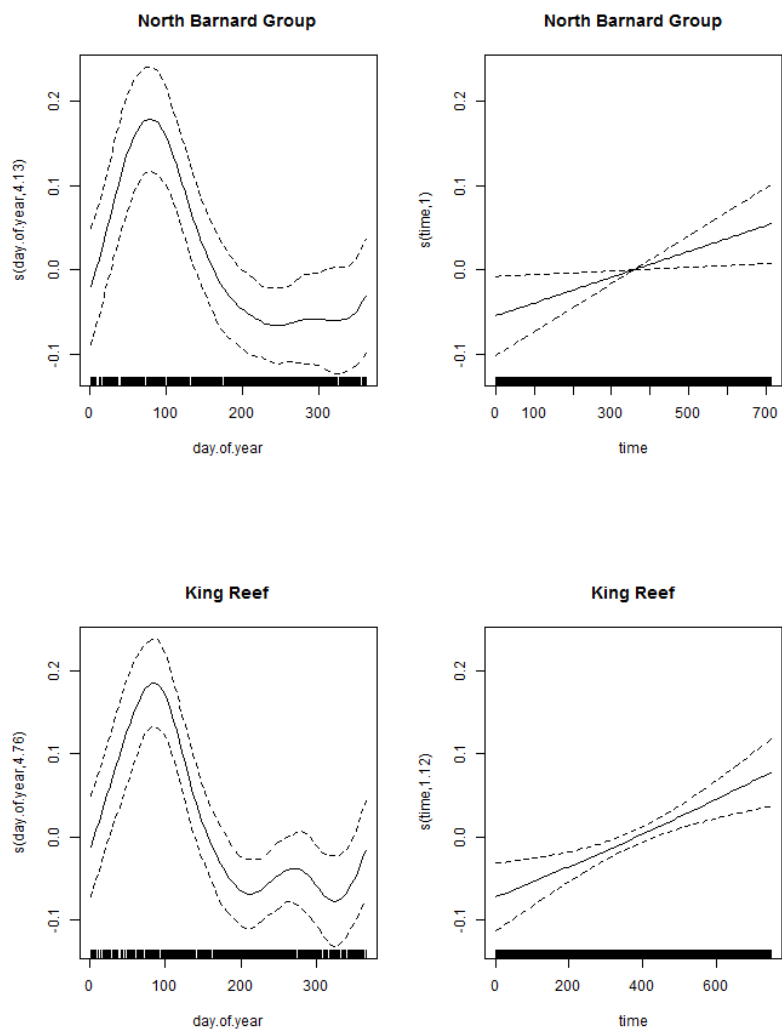 North Barnard Group
s(day.of.year,4.13)
0.2
0.1
0.0
-0.1
0 100 200 300
day.of.year
North Barnard Group
s(time,1)
0.2
0.1
0.0
-0.1
0 100 300 500 700
time
King Reef
s(day.of.year,4.76)
0.2
0.1
0.0
-0.1
0 100 200 300
day.of.year
King Reef
s(time,1.12)
0.2
0.1
0.0
-0.1
0 200 400 600
time